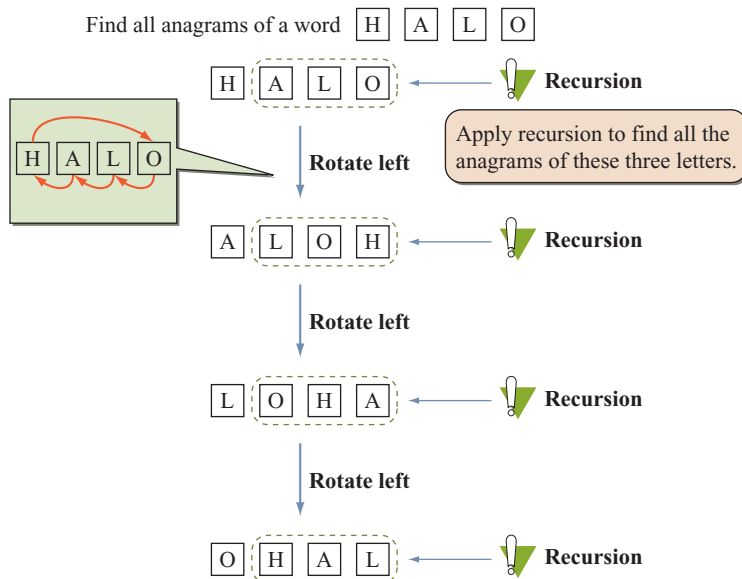 Find all anagrams of a word H A L O
H A L O Recursion
Apply recursion to find all the
anagrams of these three letters.
H A L O
Rotate left
A L O H Recursion
Rotate left
L O H A Recursion
Rotate left
O H A L Recursion